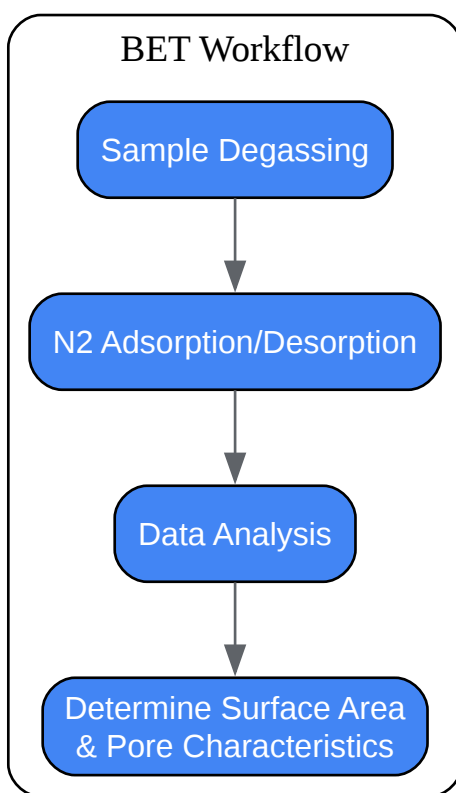 BET Workflow
Sample Degassing
N2 Adsorption/Desorption
Data Analysis
Determine Surface Area
& Pore Characteristics